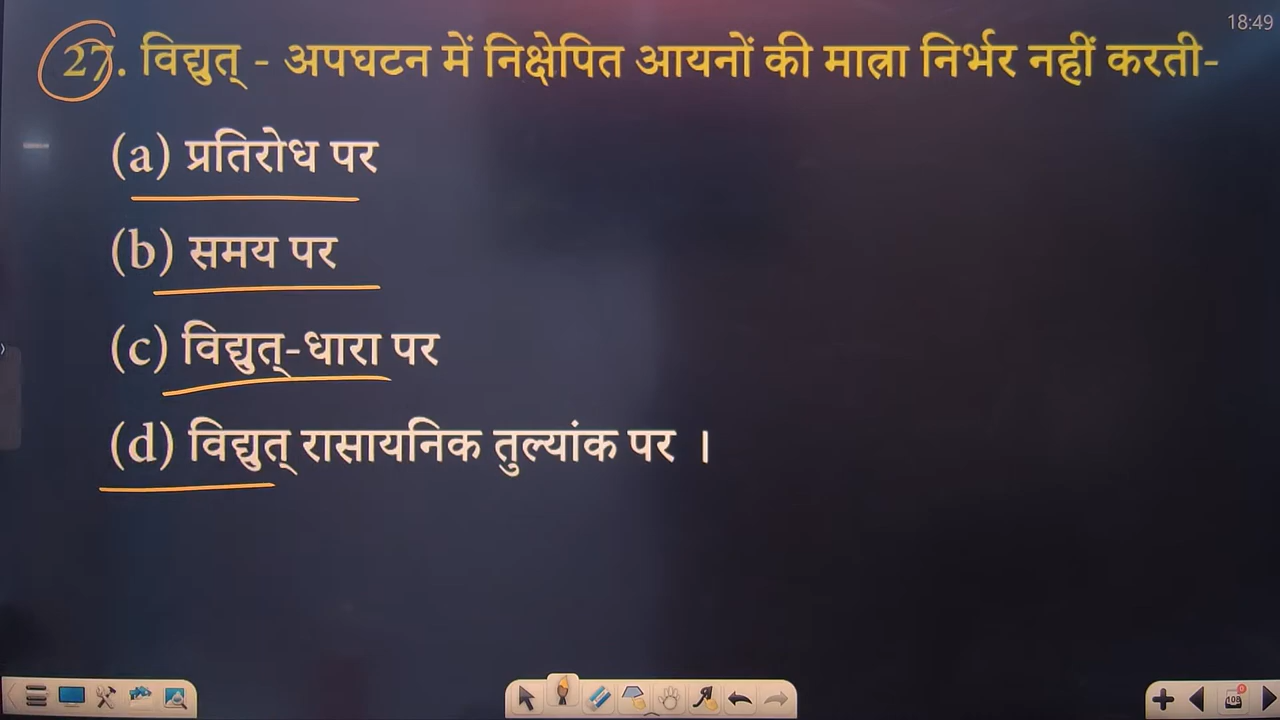 18:49
27. विद्युत् - अपघटन में निक्षेपित आयनों की मात्रा निर्भर नहीं करती-
(a) प्रतिरोध पर
(b) समय पर
(c) विद्युत्-धारा पर
(d) विद्युत् रासायनिक तुल्यांक पर ।